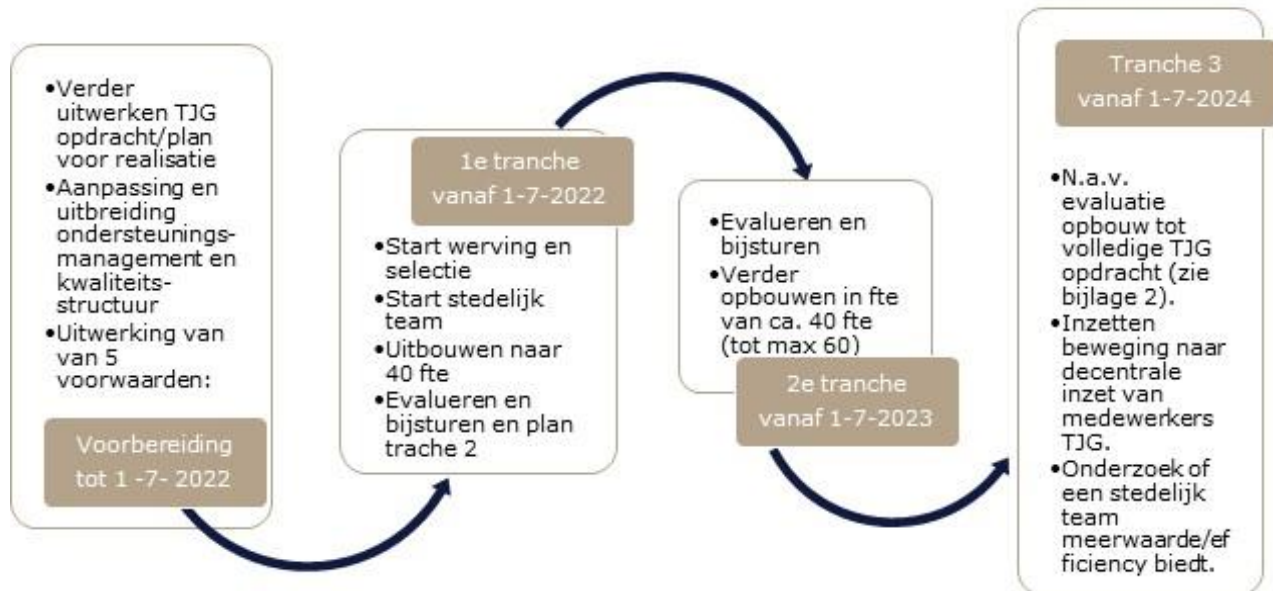 •Verder
uitwerken TJG
opdracht/plan
voor realisatie
•Aanpassing en
uitbreiding
ondersteunings-
management en
kwaliteits-
structuur
•Uitwerking van
van 5
voorwaarden:
Voorbereiding
tot 1 -7- 2022
1e tranche
vanaf 1-7-2022
•Start werving en
selectie
•Start stedelijk
team
•Uitbouwen naar
40 fte
•Evalueren en
bijsturen en plan
trache 2
•Evalueren en
bijsturen
•Verder
opbouwen in fte
van ca. 40 fte
(tot max 60)
2e tranche
vanaf 1-7-2023
Tranche 3
vanaf 1-7-2024
•N.a.v.
evaluatie
opbouw tot
volledige TJG
opdracht (zie
bijlage 2).
•Inzetten
beweging naar
decentrale
inzet van
medewerkers
TJG.
•Onderzoek of
een stedelijk
team
meerwaarde/ef
ficiency biedt.